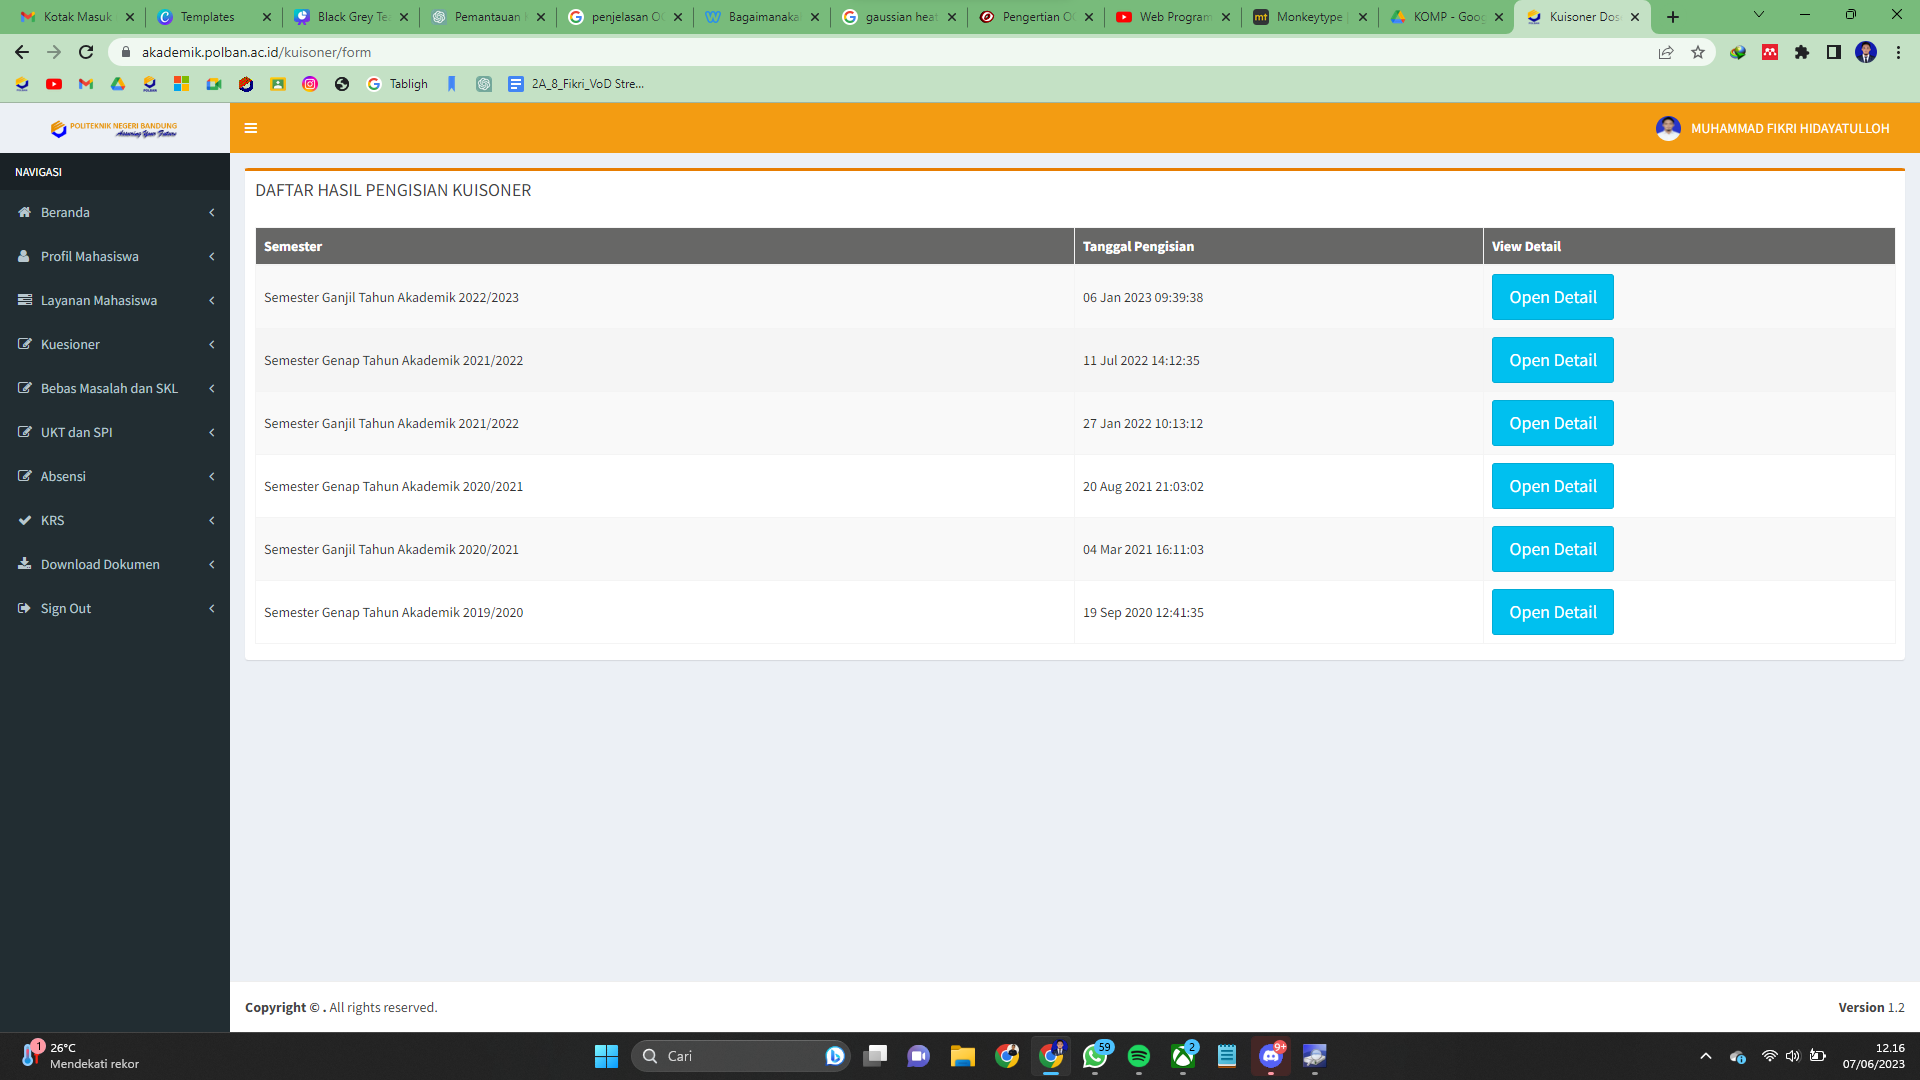 Kotak Masuk
Templates
Black Grey Te
Pemantauan
penjelasan O
Bagaimanaka
gaussian heat
Pengertian O
Web Program
Monkeytype
KOMP - Goog
Kuisoner Dos
akademik.polban.ac.id/kuisoner/form
Tabligh
2A_8_Fikri_VoD Stre...
POLITEKNIK NEGERI BANDUNG
Assuring Your Future
MUHAMMAD FIKRI HIDAYATULLOH
NAVIGASI
Beranda
Profil Mahasiswa
Layanan Mahasiswa
Kuesioner
Bebas Masalah dan SKL
UKT dan SPI
Absensi
KRS
Download Dokumen
Sign Out
DAFTAR HASIL PENGISIAN KUISONER
Semester Tanggal Pengisian View Detail
Semester Ganjil Tahun Akademik 2022/2023 06 Jan 2023 09:39:38 Open Detail
Semester Genap Tahun Akademik 2021/2022 11 Jul 2022 14:12:35 Open Detail
Semester Ganjil Tahun Akademik 2021/2022 27 Jan 2022 10:13:12 Open Detail
Semester Genap Tahun Akademik 2020/2021 20 Aug 2021 21:03:02 Open Detail
Semester Ganjil Tahun Akademik 2020/2021 04 Mar 2021 16:11:03 Open Detail
Semester Genap Tahun Akademik 2019/2020 19 Sep 2020 12:41:35 Open Detail
Copyright © . All rights reserved.
Version 1.2
1
26°C
Mendekati rekor
Cari
59
2
9+
12.16
07/06/2023